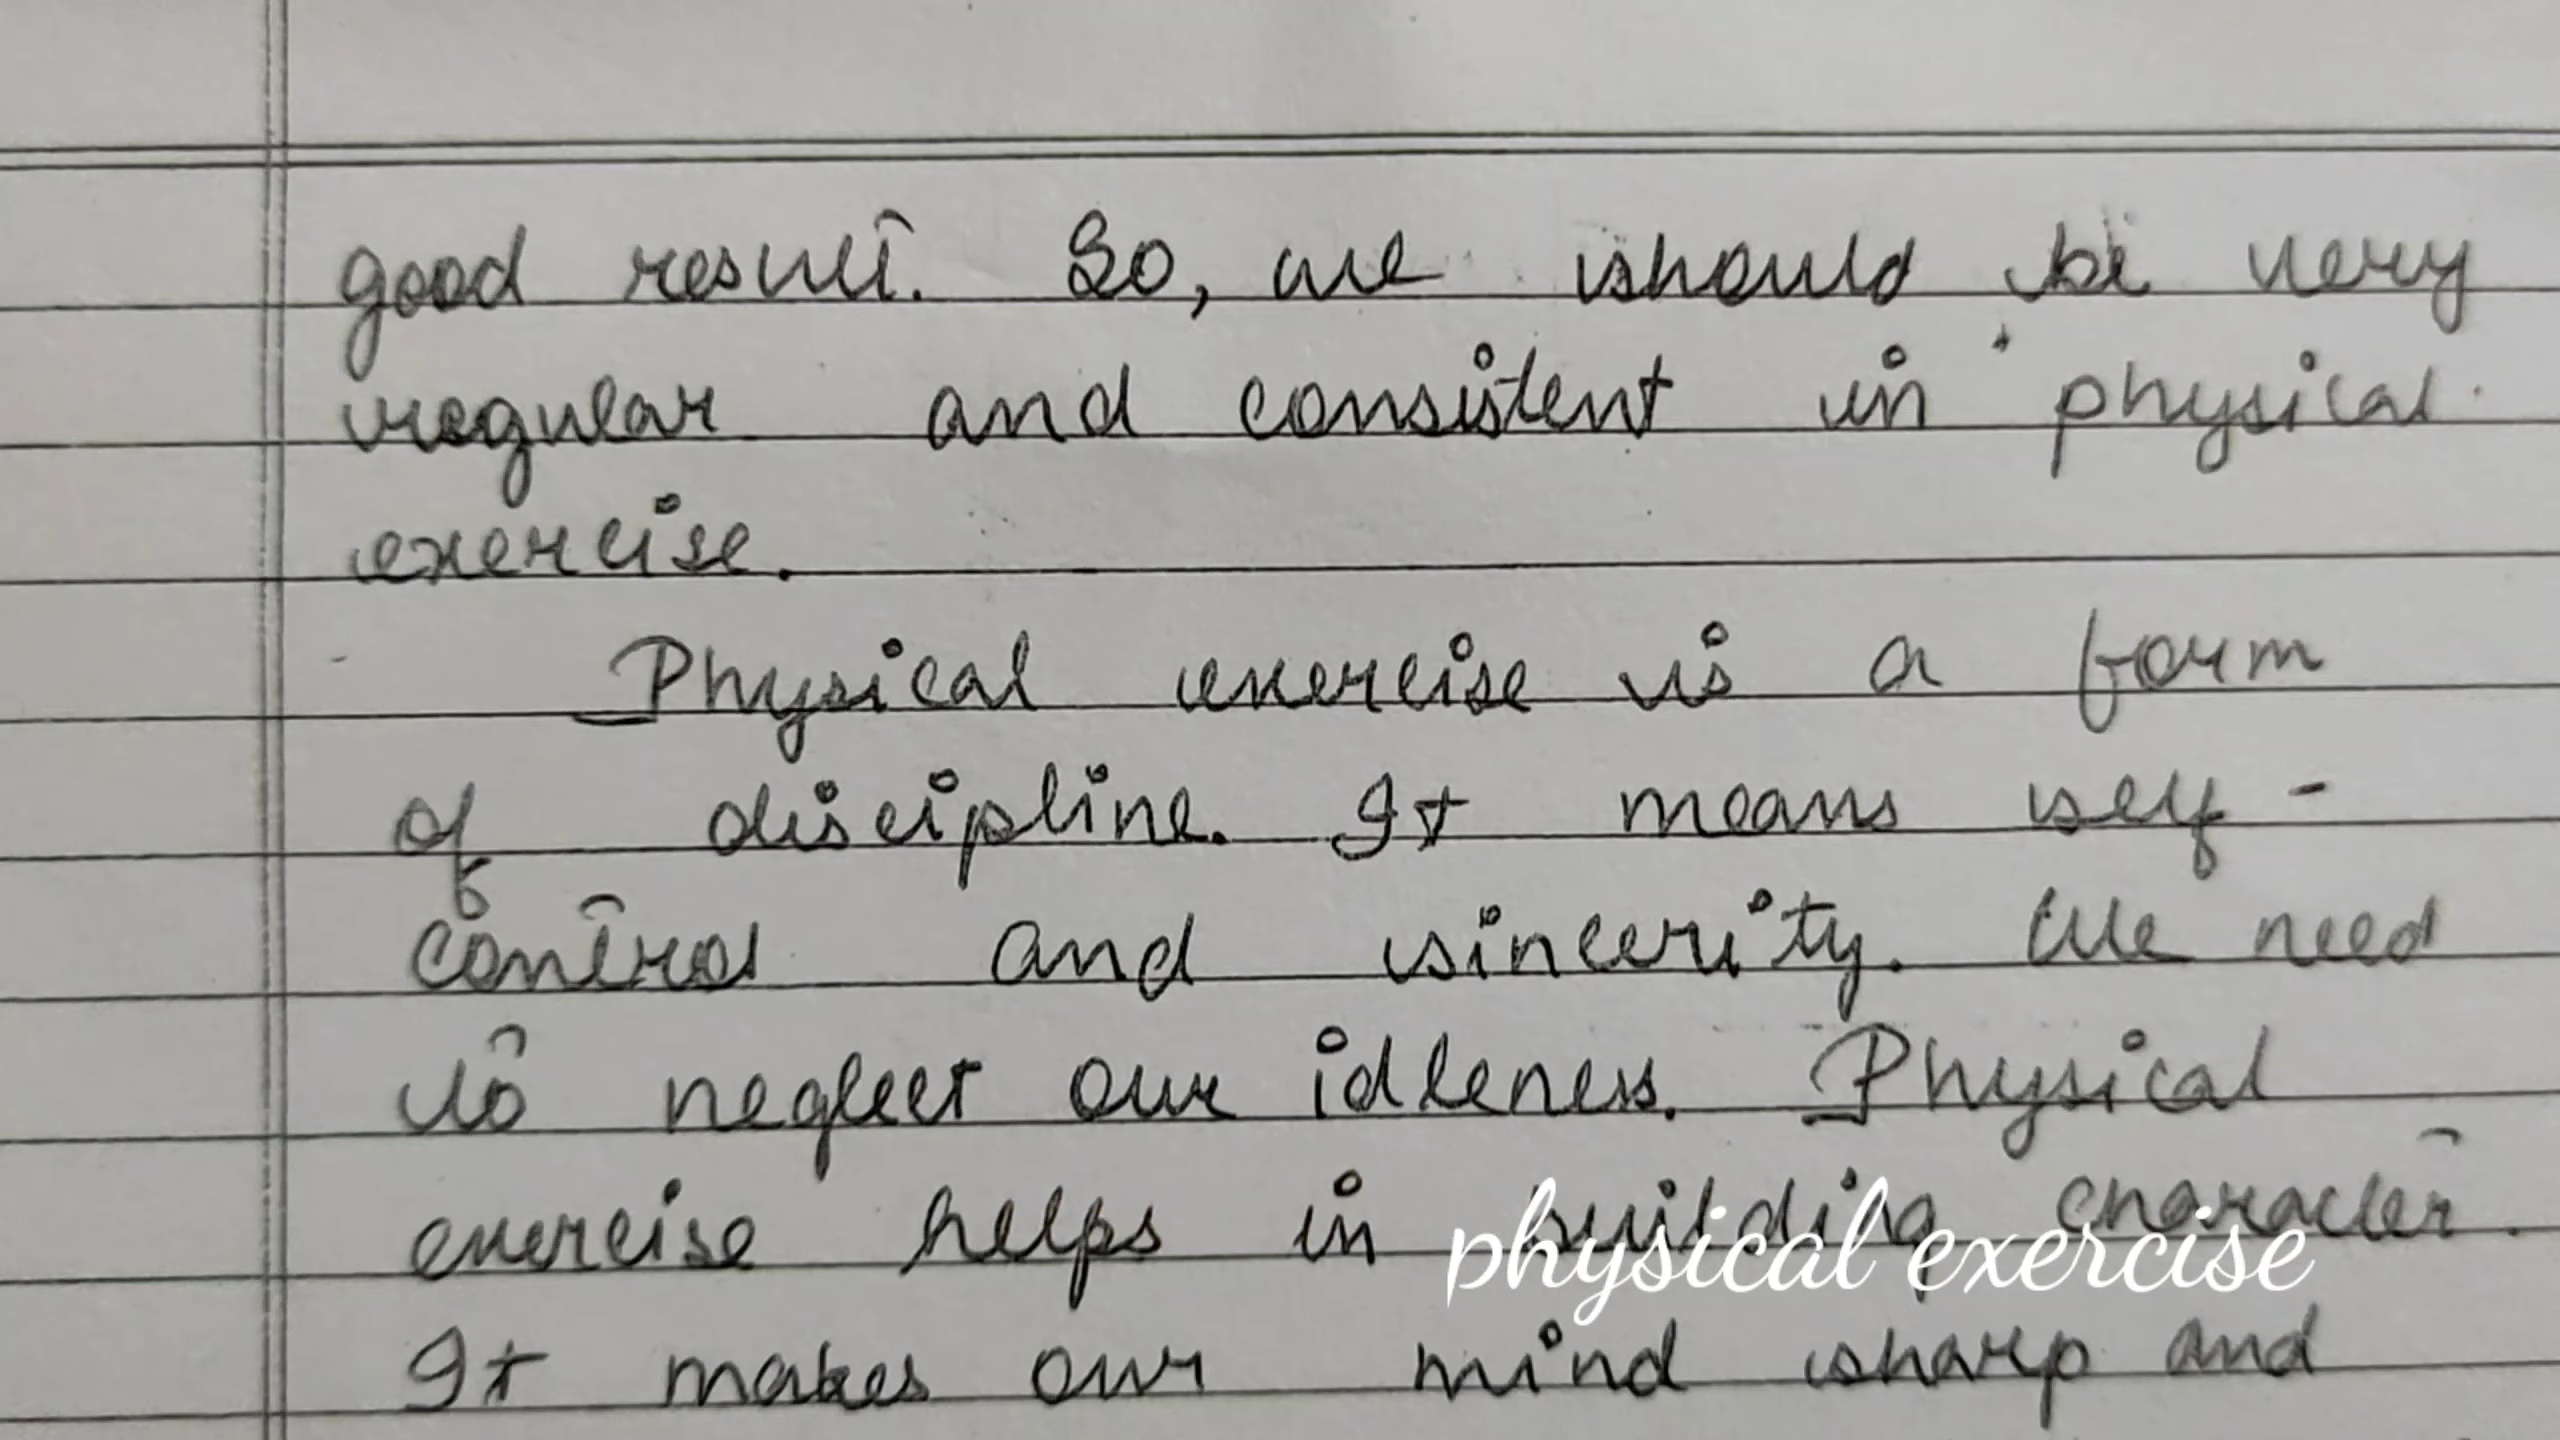 good result. So, we should be very
regular and consistent in physical
exercise.
Physical exercise is a form
of discipline. It means self-
control and sincerity. We need
to neglect our idleness. Physical
exercise helps in building character.
physical exercise
It makes our mind sharp and